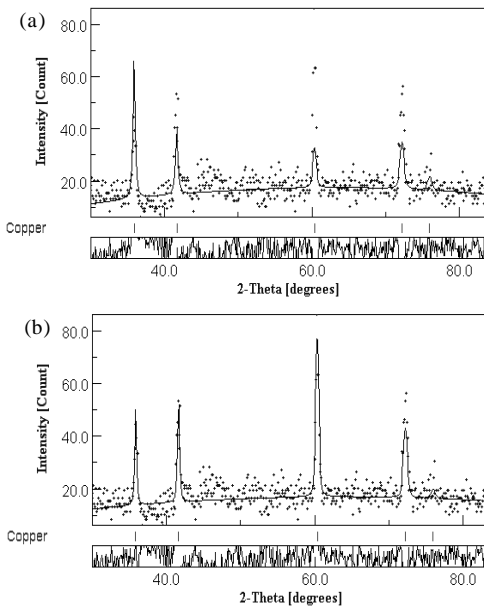 (a)
80.0
60.0
40.0
20.0
Intensity [Count]
Copper
40.0 60.0 80.0
2-Theta [degrees]
(b)
80.0
60.0
40.0
20.0
Intensity [Count]
Copper
40.0 60.0 80.0
2-Theta [degrees]